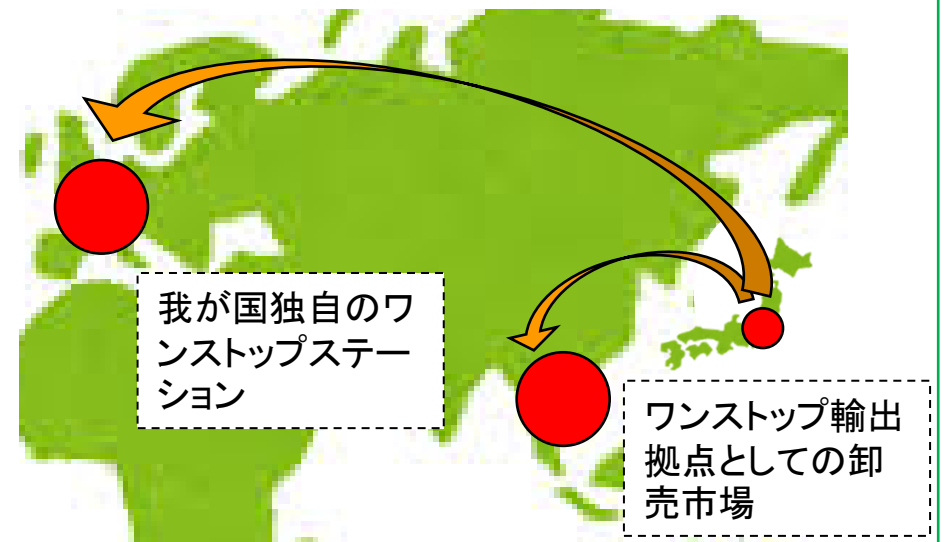 我が国独自のワ
ンストップステー
ション
ワンストップ輸出
拠点としての卸
売市場